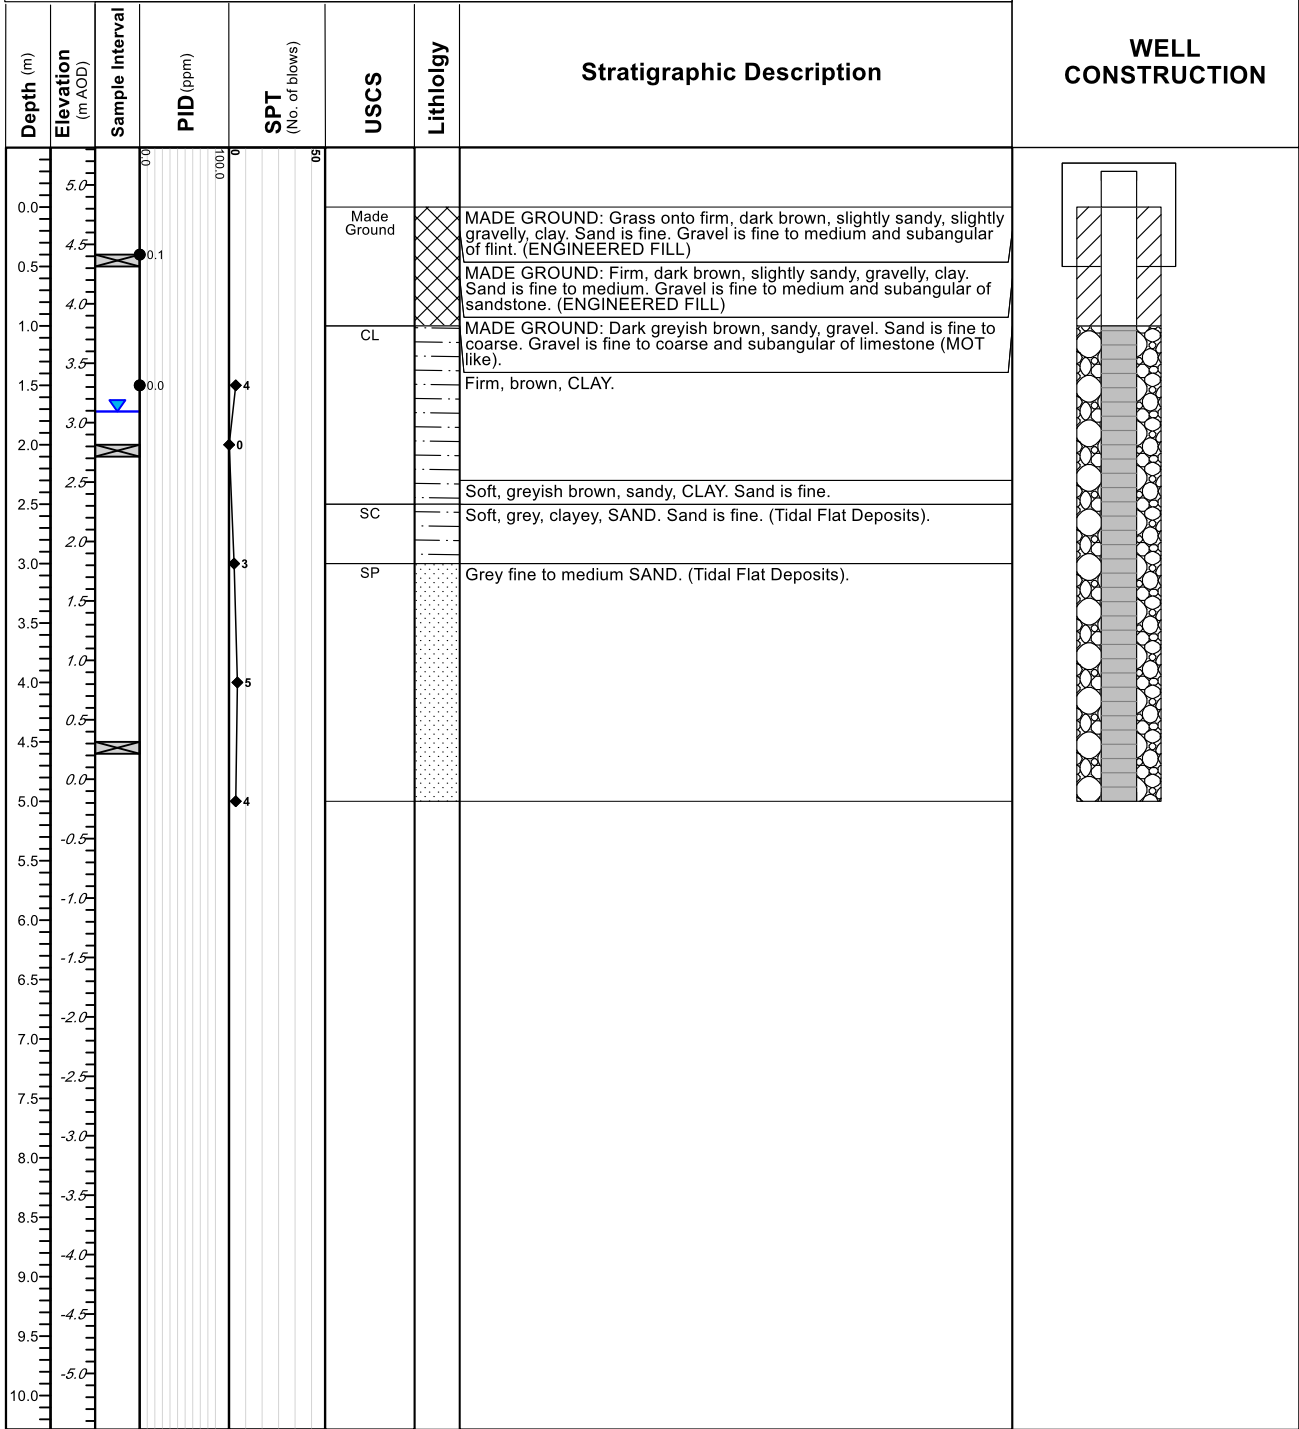 Depth (m)
Elevation
(m AOD)
Sample Interval
PID (ppm)
SPT
(No. of blows)
USCS
Lithlolgy
Stratigraphic Description
WELL
CONSTRUCTION
0.0
100.0
0
50
5.0
0.0
Made
Ground
MADE GROUND: Grass onto firm, dark brown, slightly sandy, slightly
gravelly, clay. Sand is fine. Gravel is fine to medium and subangular
of flint. (ENGINEERED FILL)
4.5
0.1
0.5
MADE GROUND: Firm, dark brown, slightly sandy, gravelly, clay.
Sand is fine to medium. Gravel is fine to medium and subangular of
sandstone. (ENGINEERED FILL)
4.0
1.0
CL
MADE GROUND: Dark greyish brown, sandy, gravel. Sand is fine to
coarse. Gravel is fine to coarse and subangular of limestone (MOT
like).
3.5
1.5
0.0
4
Firm, brown, CLAY.
3.0
2.0
0
2.5
Soft, greyish brown, sandy, CLAY. Sand is fine.
2.5
SC
Soft, grey, clayey, SAND. Sand is fine. (Tidal Flat Deposits).
2.0
3.0
3
SP
Grey fine to medium SAND. (Tidal Flat Deposits).
1.5
3.5
1.0
4.0
5
0.5
4.5
0.0
5.0
4
-0.5
5.5
-1.0
6.0
-1.5
6.5
-2.0
7.0
-2.5
7.5
-3.0
8.0
-3.5
8.5
-4.0
9.0
-4.5
9.5
-5.0
10.0